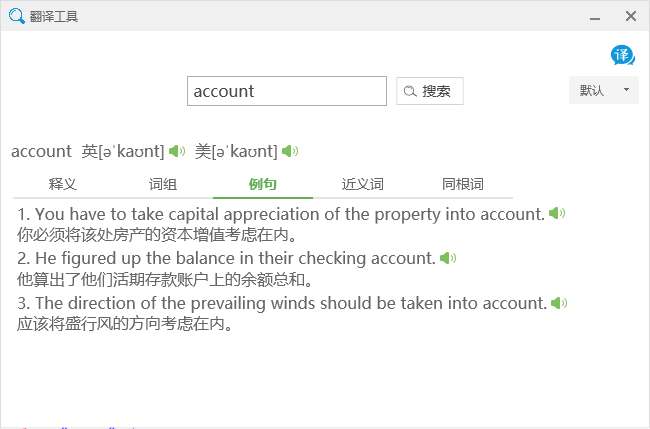 翻译工具
译
account
搜索
默认
account 英[ə'kaʊnt] 美[ə'kaʊnt]
释义 词组 例句 近义词 同根词
1. You have to take capital appreciation of the property into account.
你必须将该处房产的资本增值考虑在内。
2. He figured up the balance in their checking account.
他算出了他们活期存款账户上的余额总和。
3. The direction of the prevailing winds should be taken into account.
应该将盛行风的方向考虑在内。